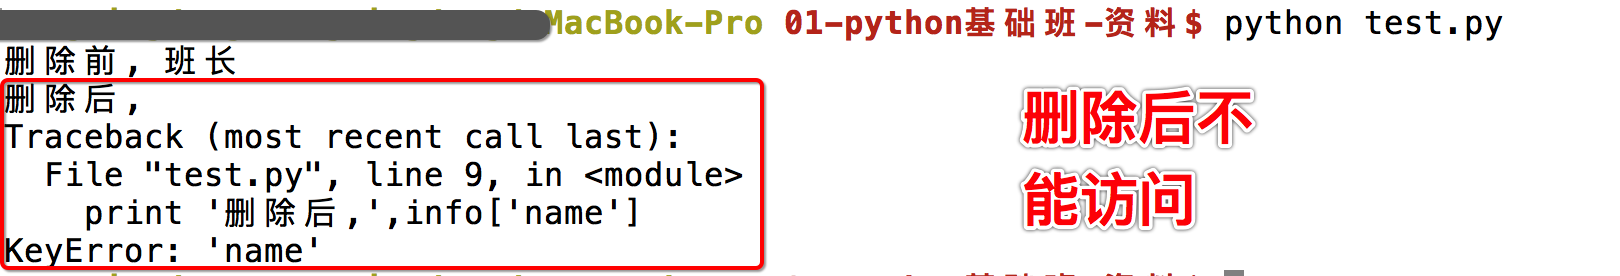 MacBook-Pro 01-python基础班-资料$ python test.py
删除前, 班长
删除后,
Traceback (most recent call last):
  File "test.py", line 9, in <module>
    print '删除后,',info['name']
KeyError: 'name'
删除后不
能访问